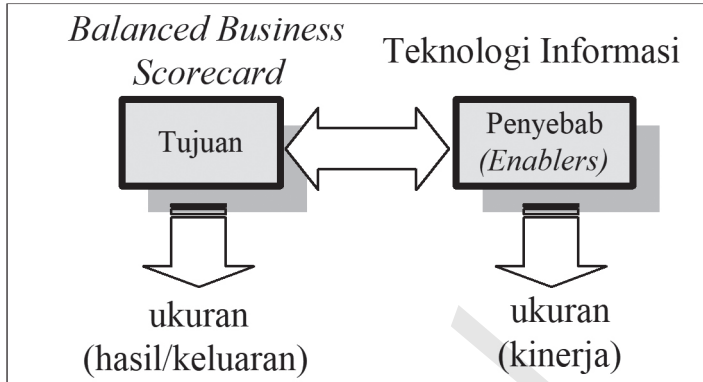 Balanced Business
Scorecard
Teknologi Informasi
Tujuan
Penyebab
(Enablers)
ukuran
(hasil/keluaran)
ukuran
(kinerja)